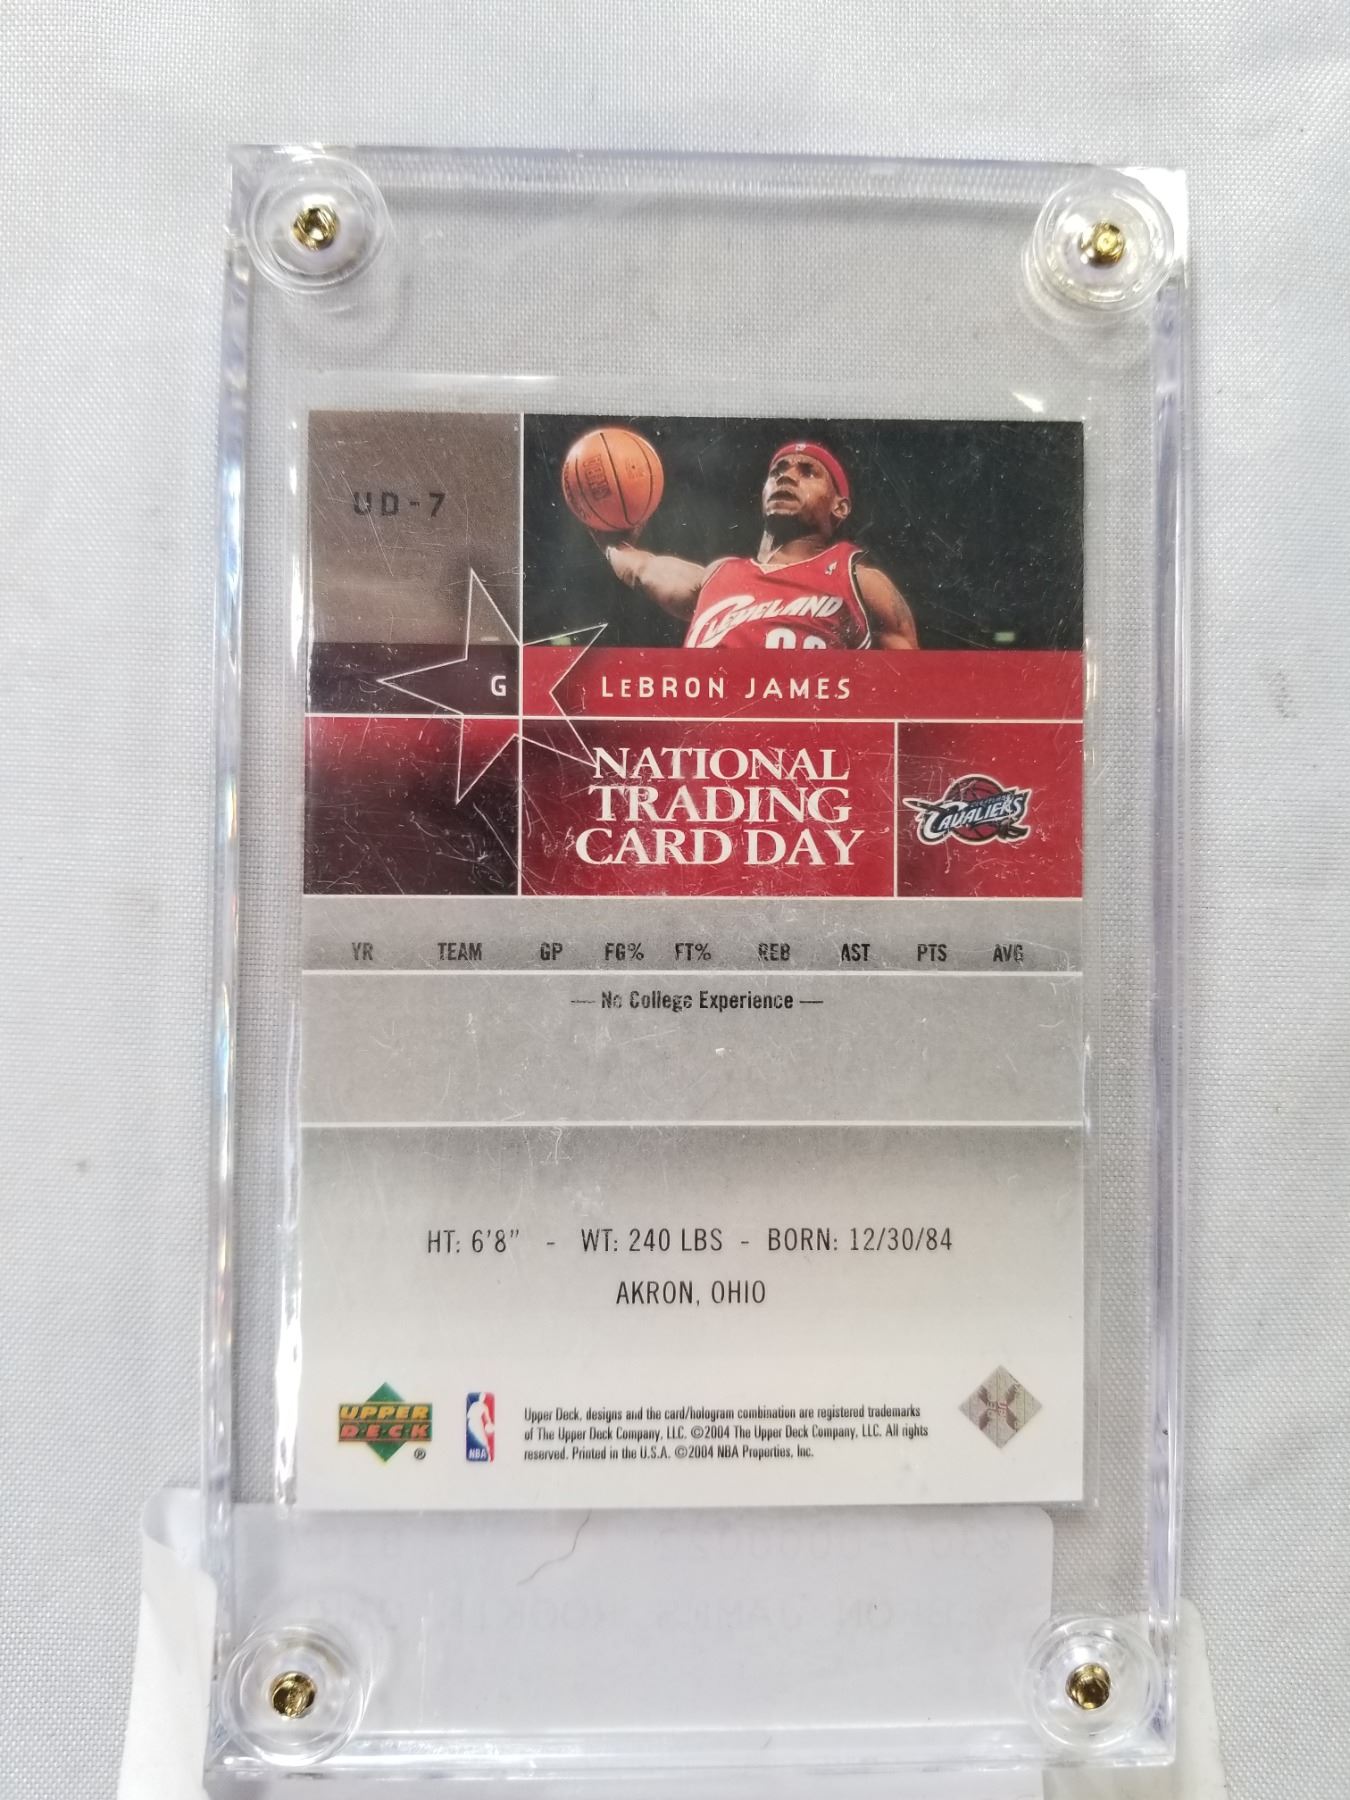 UD-7
CLEVELAND
G LEBRON JAMES
NATIONAL
TRADING
CARD DAY
CAVALIERS
YR TEAM GP FG% FT% REB AST PTS AVG
— No College Experience —
HT: 6'8" - WT: 240 LBS - BORN: 12/30/84
AKRON, OHIO
UPPER
DECK
®
NBA
Upper Deck, designs and the card/hologram combination are registered trademarks
of The Upper Deck Company, LLC. ©2004 The Upper Deck Company, LLC. All rights
reserved. Printed in the U.S.A. ©2004 NBA Properties, Inc.